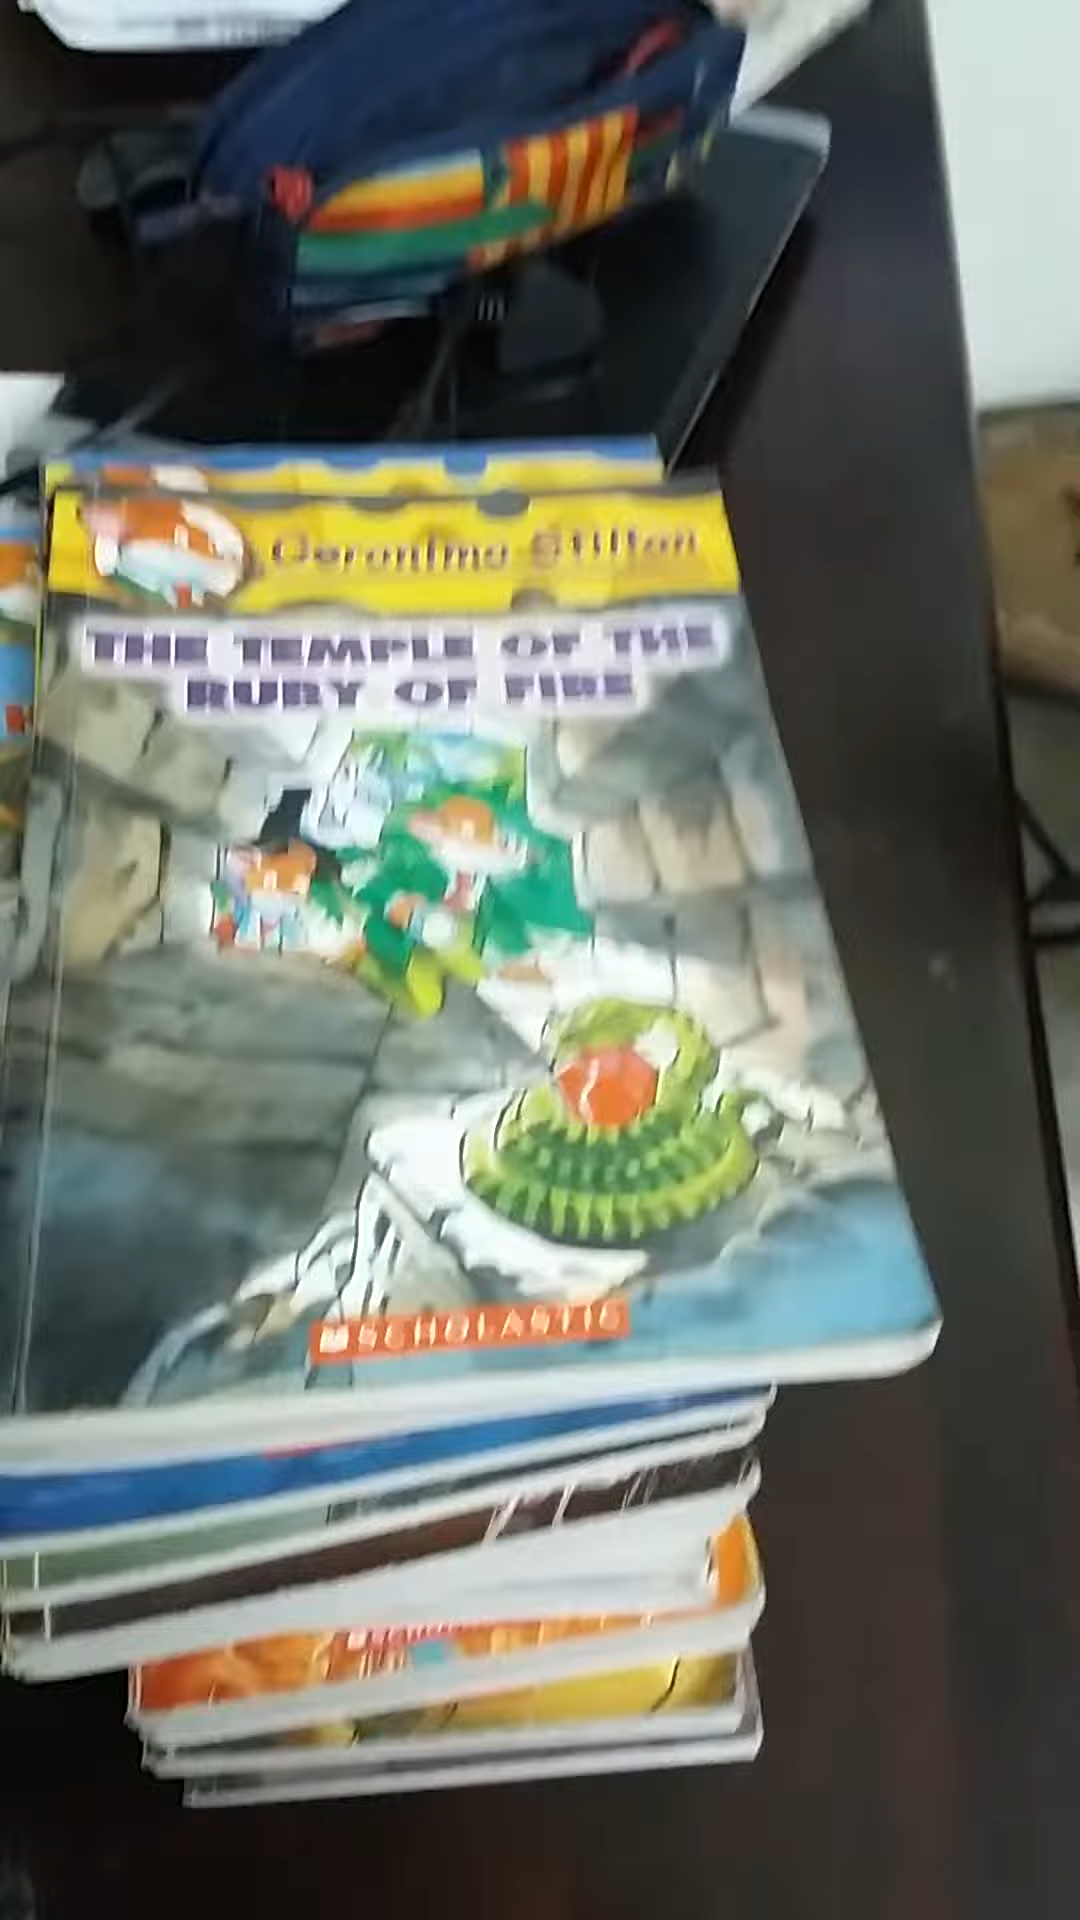 Geronimo Stilton
THE TEMPLE OF THE
RUBY OF FIRE
SCHOLASTIC